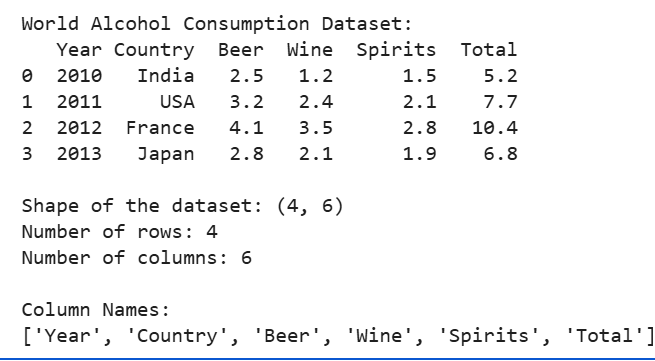 World Alcohol Consumption Dataset:
   Year Country  Beer  Wine  Spirits  Total
0  2010   India   2.5   1.2      1.5    5.2
1  2011     USA   3.2   2.4      2.1    7.7
2  2012  France   4.1   3.5      2.8   10.4
3  2013   Japan   2.8   2.1      1.9    6.8
Shape of the dataset: (4, 6)
Number of rows: 4
Number of columns: 6
Column Names:
['Year', 'Country', 'Beer', 'Wine', 'Spirits', 'Total']